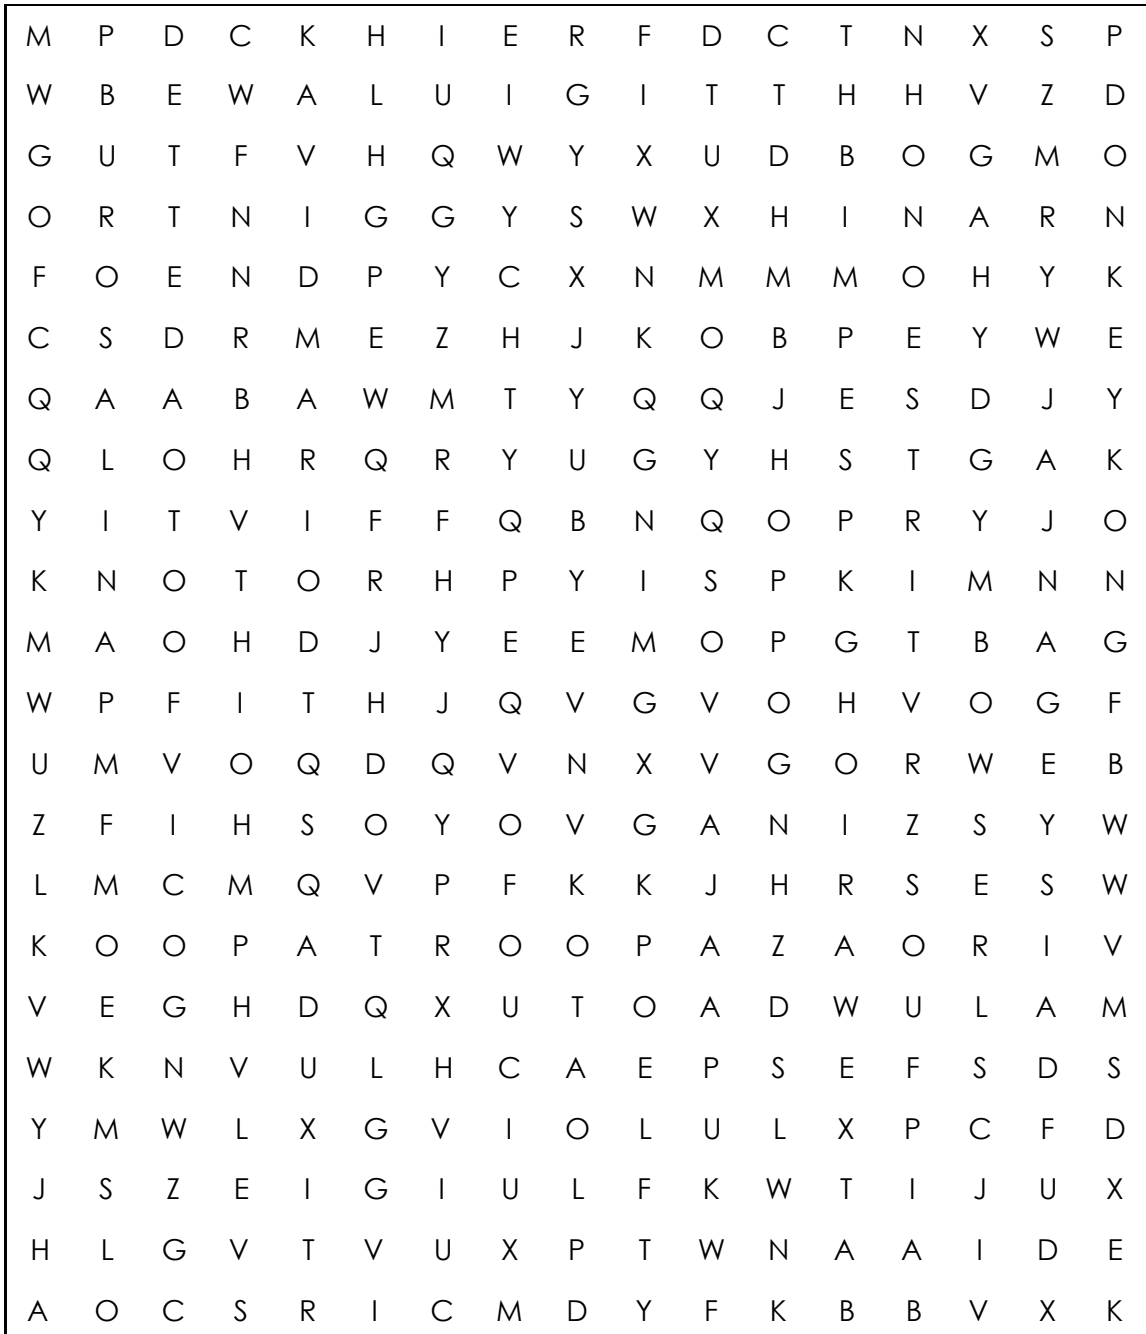 M P D C K H I E R F D C T N X S P
W B E W A L U I G I T T H H V Z D
G U T F V H Q W Y X U D B O G M O
O R T N I G G Y S W X H I N A R N
F O E N D P Y C X N M M M O H Y K
C S D R M E Z H J K O B P E Y W E
Q A A B A W M T Y Q Q J E S D J Y
Q L O H R Q R Y U G Y H S T G A K
Y I T V I F F Q B N Q O P R Y J O
K N O T O R H P Y I S P K I M N N
M A O H D J Y E E M O P G T B A G
W P F I T H J Q V G V O H V O G F
U M V O Q D Q V N X V G O R W E B
Z F I H S O Y O V G A N I Z S Y W
L M C M Q V P F K K J H R S E S W
K O O P A T R O O P A Z A O R I V
V E G H D Q X U T O A D W U L A M
W K N V U L H C A E P S E F S D S
Y M W L X G V I O L U L X P C F D
J S Z E I G I U L F K W T I J U X
H L G V T V U X P T W N A A I D E
A O C S R I C M D Y F K B B V X K